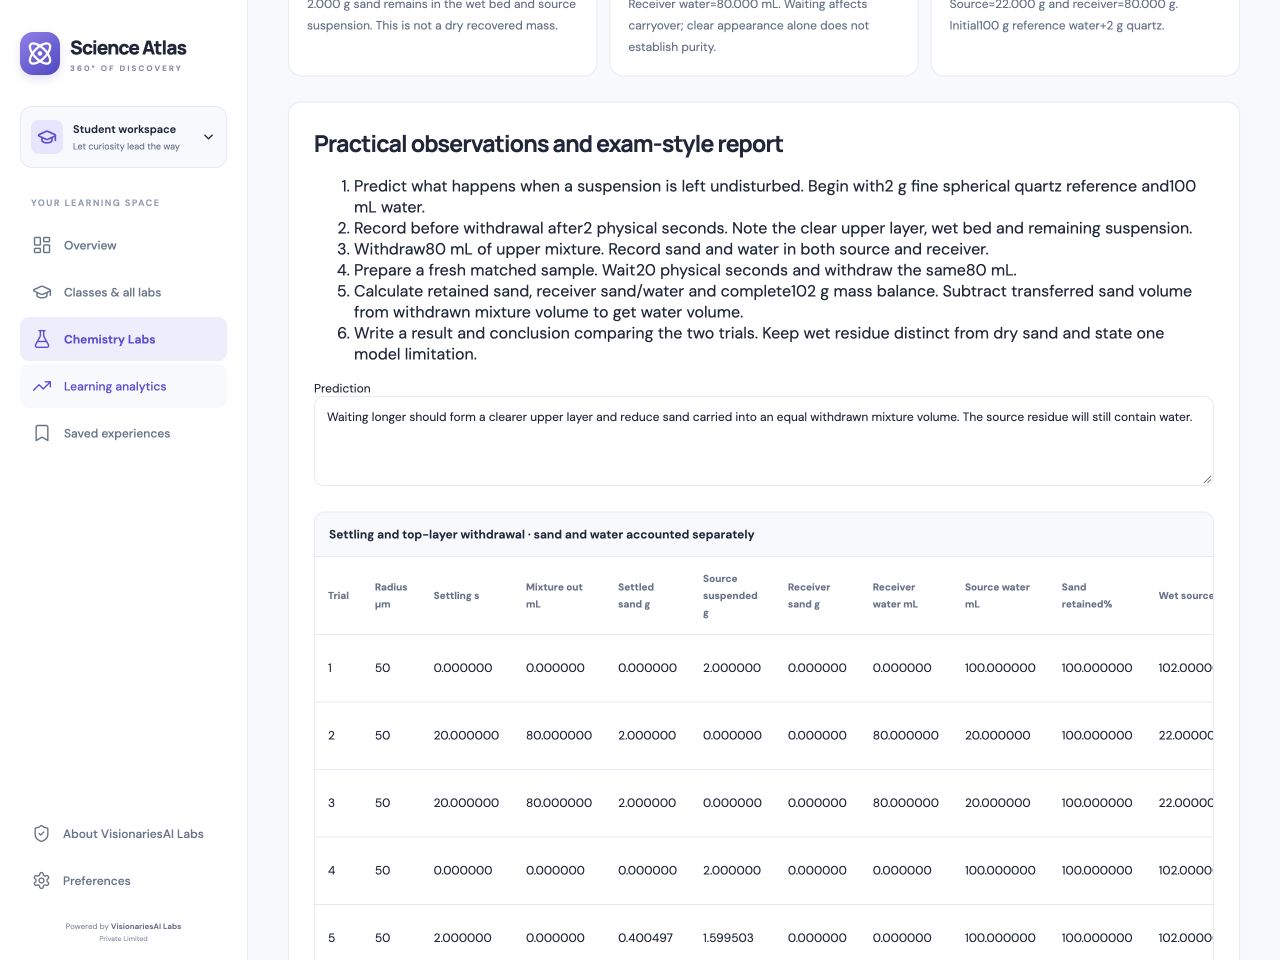 2.000 g sand remains in the wet bed and source
suspension. This is not a dry recovered mass.
Receiver water=80.000 mL. Waiting affects
carryover; clear appearance alone does not
establish purity.
Source=22.000 g and receiver=80.000 g.
Initial100 g reference water+2 g quartz.
Science Atlas
360° OF DISCOVERY
Student workspace
Let curiosity lead the way
YOUR LEARNING SPACE
Overview
Classes & all labs
Chemistry Labs
Learning analytics
Saved experiences
About VisionariesAI Labs
Preferences
Powered by VisionariesAI Labs
Private Limited
Practical observations and exam-style report
1. Predict what happens when a suspension is left undisturbed. Begin with2 g fine spherical quartz reference and100
mL water.
2. Record before withdrawal after2 physical seconds. Note the clear upper layer, wet bed and remaining suspension.
3. Withdraw80 mL of upper mixture. Record sand and water in both source and receiver.
4. Prepare a fresh matched sample. Wait20 physical seconds and withdraw the same80 mL.
5. Calculate retained sand, receiver sand/water and complete102 g mass balance. Subtract transferred sand volume
from withdrawn mixture volume to get water volume.
6. Write a result and conclusion comparing the two trials. Keep wet residue distinct from dry sand and state one
model limitation.
Prediction
Waiting longer should form a clearer upper layer and reduce sand carried into an equal withdrawn mixture volume. The source residue will still contain water.
Settling and top-layer withdrawal · sand and water accounted separately
Trial Radius µm Settling s Mixture out mL Settled sand g Source suspended g Receiver sand g Receiver water mL Source water mL Sand retained% Wet source
1 50 0.000000 0.000000 0.000000 2.000000 0.000000 0.000000 100.000000 100.000000 102.0000
2 50 20.000000 80.000000 2.000000 0.000000 0.000000 80.000000 20.000000 100.000000 22.00000
3 50 20.000000 80.000000 2.000000 0.000000 0.000000 80.000000 20.000000 100.000000 22.00000
4 50 0.000000 0.000000 0.000000 2.000000 0.000000 0.000000 100.000000 100.000000 102.0000
5 50 2.000000 0.000000 0.400497 1.599503 0.000000 0.000000 100.000000 100.000000 102.0000